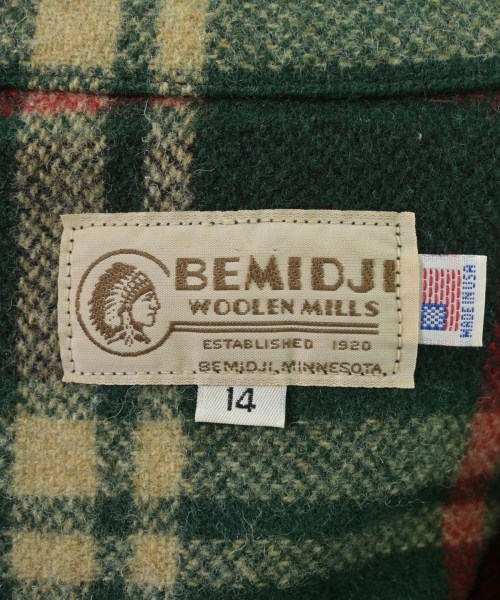 BEMIDJI
WOOLEN MILLS
ESTABLISHED 1920
BEMIDJI, MINNESOTA.
MADE IN USA
14